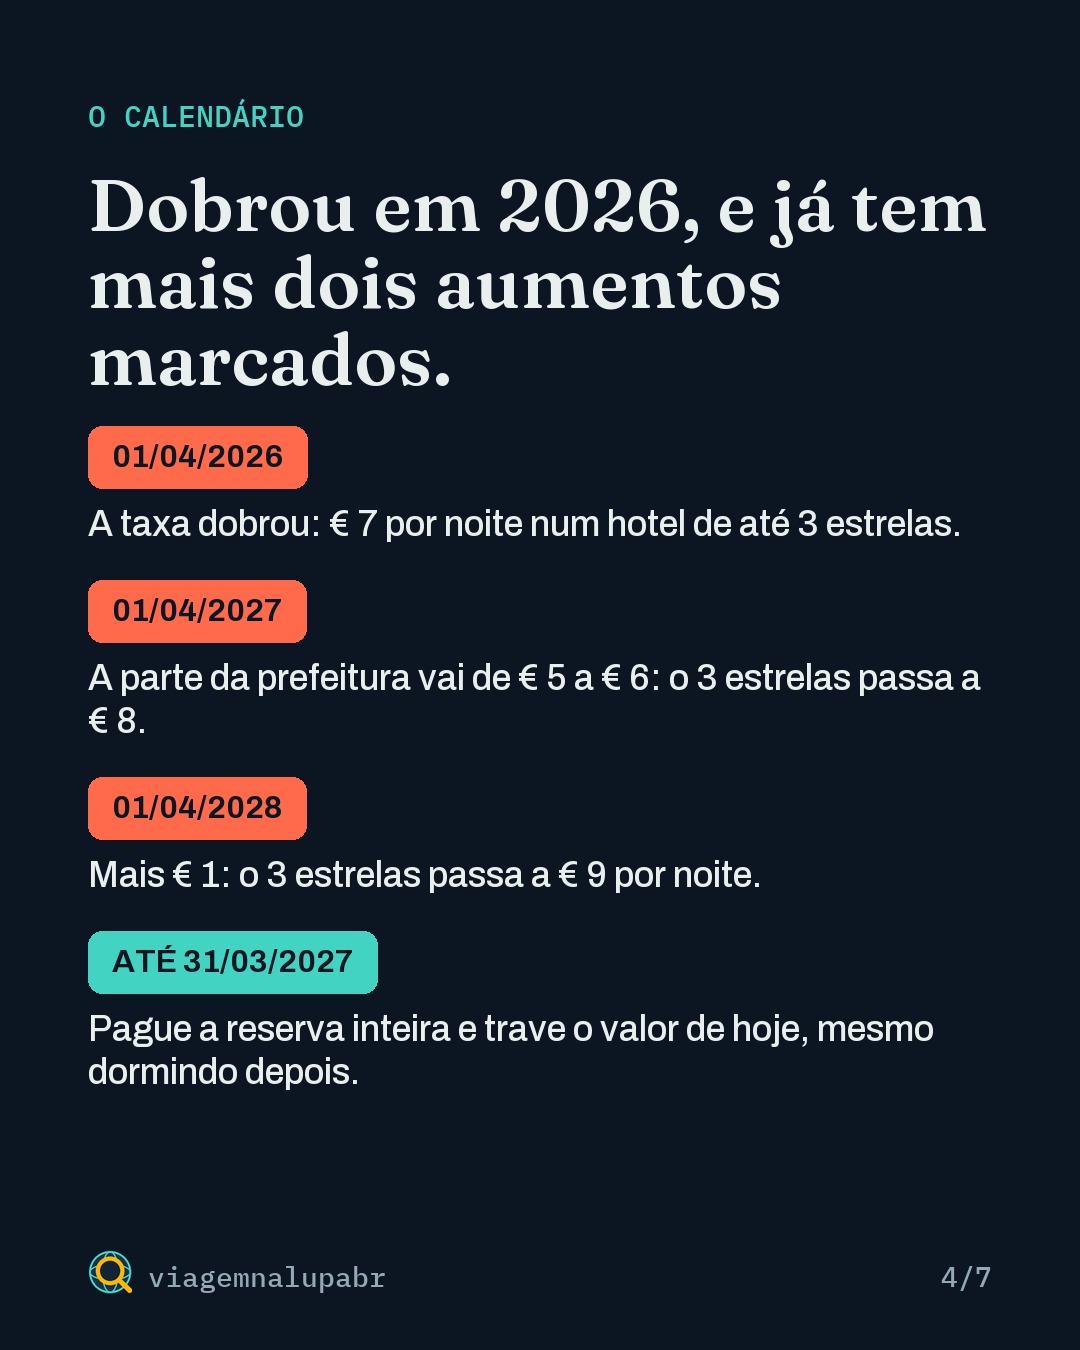 O CALENDÁRIO
Dobrou em 2026, e já tem
mais dois aumentos
marcados.
01/04/2026
A taxa dobrou: € 7 por noite num hotel de até 3 estrelas.
01/04/2027
A parte da prefeitura vai de € 5 a € 6: o 3 estrelas passa a
€ 8.
01/04/2028
Mais € 1: o 3 estrelas passa a € 9 por noite.
ATÉ 31/03/2027
Pague a reserva inteira e trave o valor de hoje, mesmo
dormindo depois.
viagemnalupabr
4/7